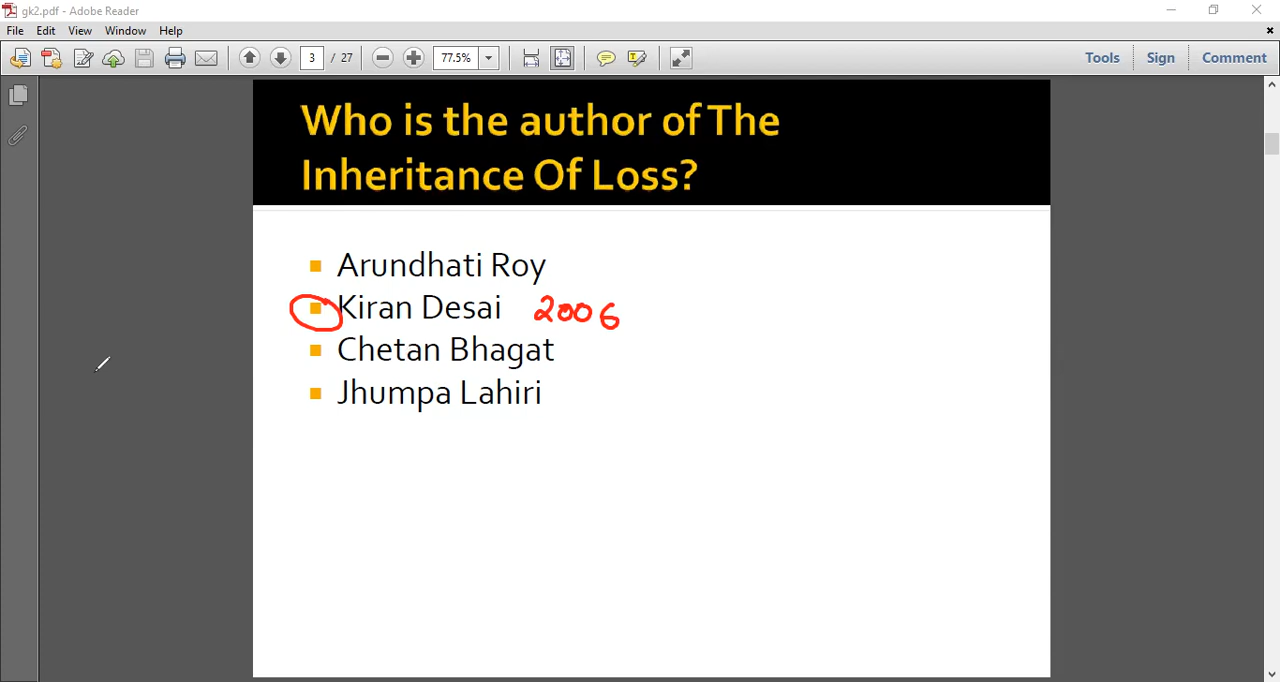 gk2.pdf - Adobe Reader
File Edit View Window Help
3 / 27 77.5% Tools Sign Comment
Who is the author of The
Inheritance Of Loss?
Arundhati Roy
Kiran Desai 2006
Chetan Bhagat
Jhumpa Lahiri